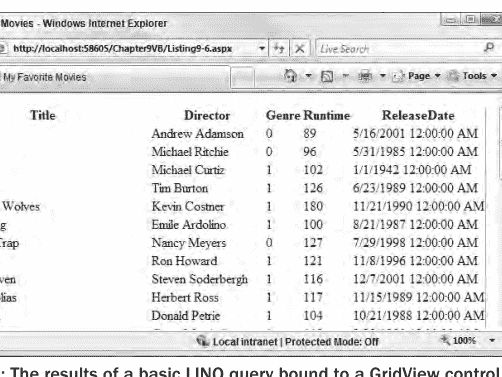 Movies - Windows Internet Explorer
http://localhost:58605/Chapter9VB/Listing9-6.aspx Live Search
My Favorite Movies Page Tools
Title Director Genre Runtime ReleaseDate
Andrew Adamson 0 89 5/16/2001 12:00:00 AM
Michael Ritchie 0 96 5/31/1985 12:00:00 AM
Michael Curtiz 1 102 1/1/1942 12:00:00 AM
Tim Burton 1 126 6/23/1989 12:00:00 AM
Wolves Kevin Costner 1 180 11/21/1990 12:00:00 AM
g Emile Ardolino 1 100 8/21/1987 12:00:00 AM
Trap Nancy Meyers 0 127 7/29/1998 12:00:00 AM
Ron Howard 1 121 11/8/1996 12:00:00 AM
ven Steven Soderbergh 1 116 12/7/2001 12:00:00 AM
lias Herbert Ross 1 117 11/15/1989 12:00:00 AM
Donald Petrie 1 104 10/21/1988 12:00:00 AM
Local intranet | Protected Mode: Off 100%
: The results of a basic LINQ query bound to a GridView control